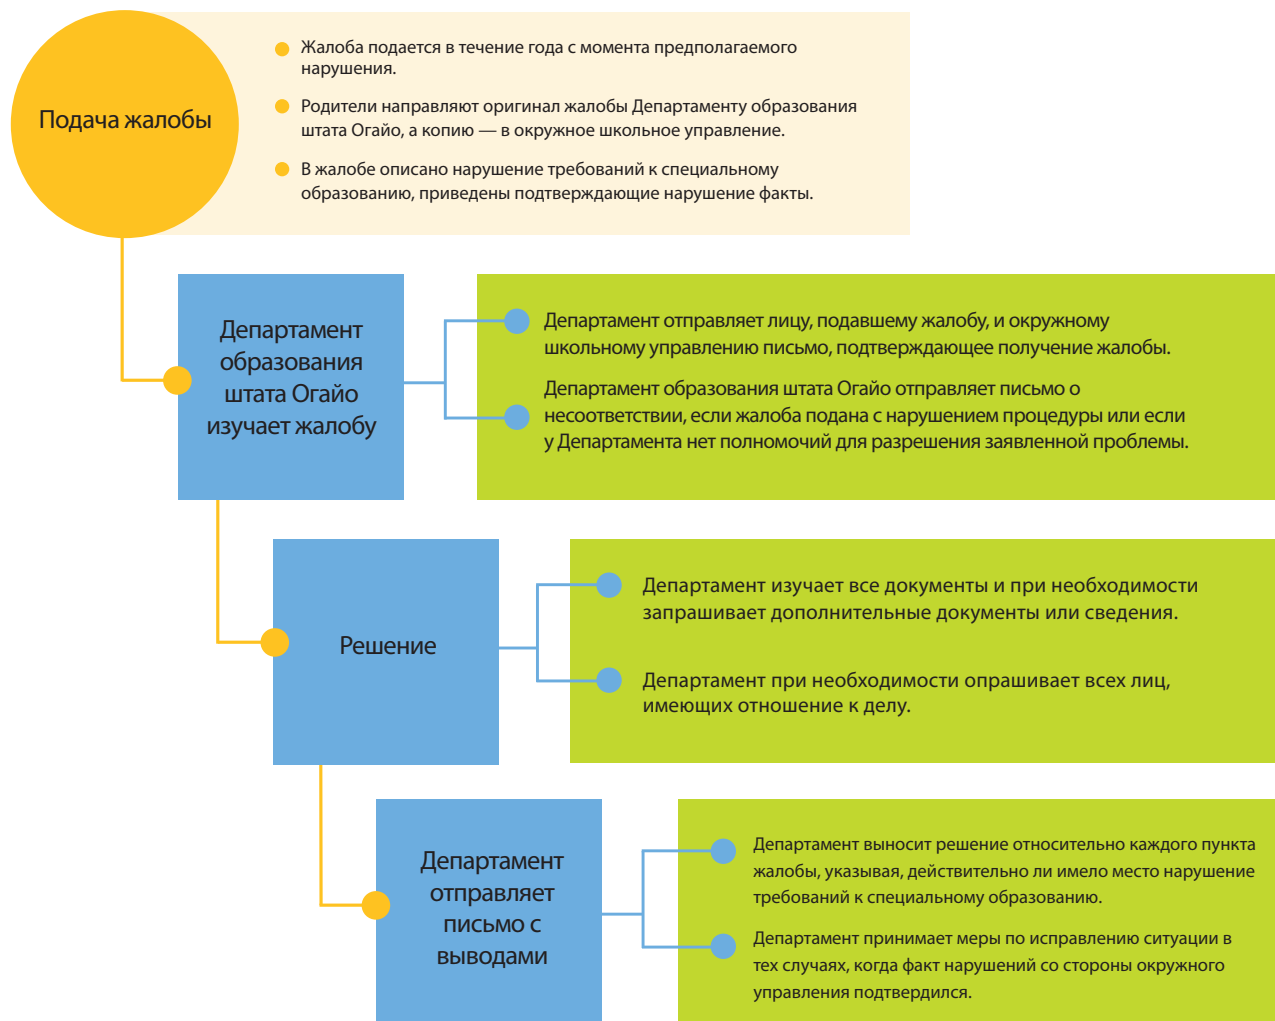 Подача жалобы
Жалоба подается в течение года с момента предполагаемого
нарушения.
Родители направляют оригинал жалобы Департаменту образования
штата Огайо, а копию — в окружное школьное управление.
В жалобе описано нарушение требований к специальному
образованию, приведены подтверждающие нарушение факты.
Департамент
образования
штата Огайо
изучает жалобу
Департамент отправляет лицу, подавшему жалобу, и окружному
школьному управлению письмо, подтверждающее получение жалобы.
Департамент образования штата Огайо отправляет письмо о
несоответствии, если жалоба подана с нарушением процедуры или если
у Департамента нет полномочий для разрешения заявленной проблемы.
Решение
Департамент изучает все документы и при необходимости
запрашивает дополнительные документы или сведения.
Департамент при необходимости опрашивает всех лиц,
имеющих отношение к делу.
Департамент
отправляет
письмо с
выводами
Департамент выносит решение относительно каждого пункта
жалобы, указывая, действительно ли имело место нарушение
требований к специальному образованию.
Департамент принимает меры по исправлению ситуации в
тех случаях, когда факт нарушений со стороны окружного
управления подтвердился.